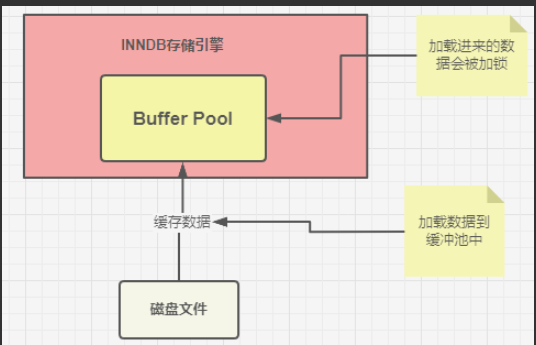 INNDB存储引擎
加载进来的数
据会被加锁
Buffer Pool
缓存数据
加载数据到
缓冲池中
磁盘文件